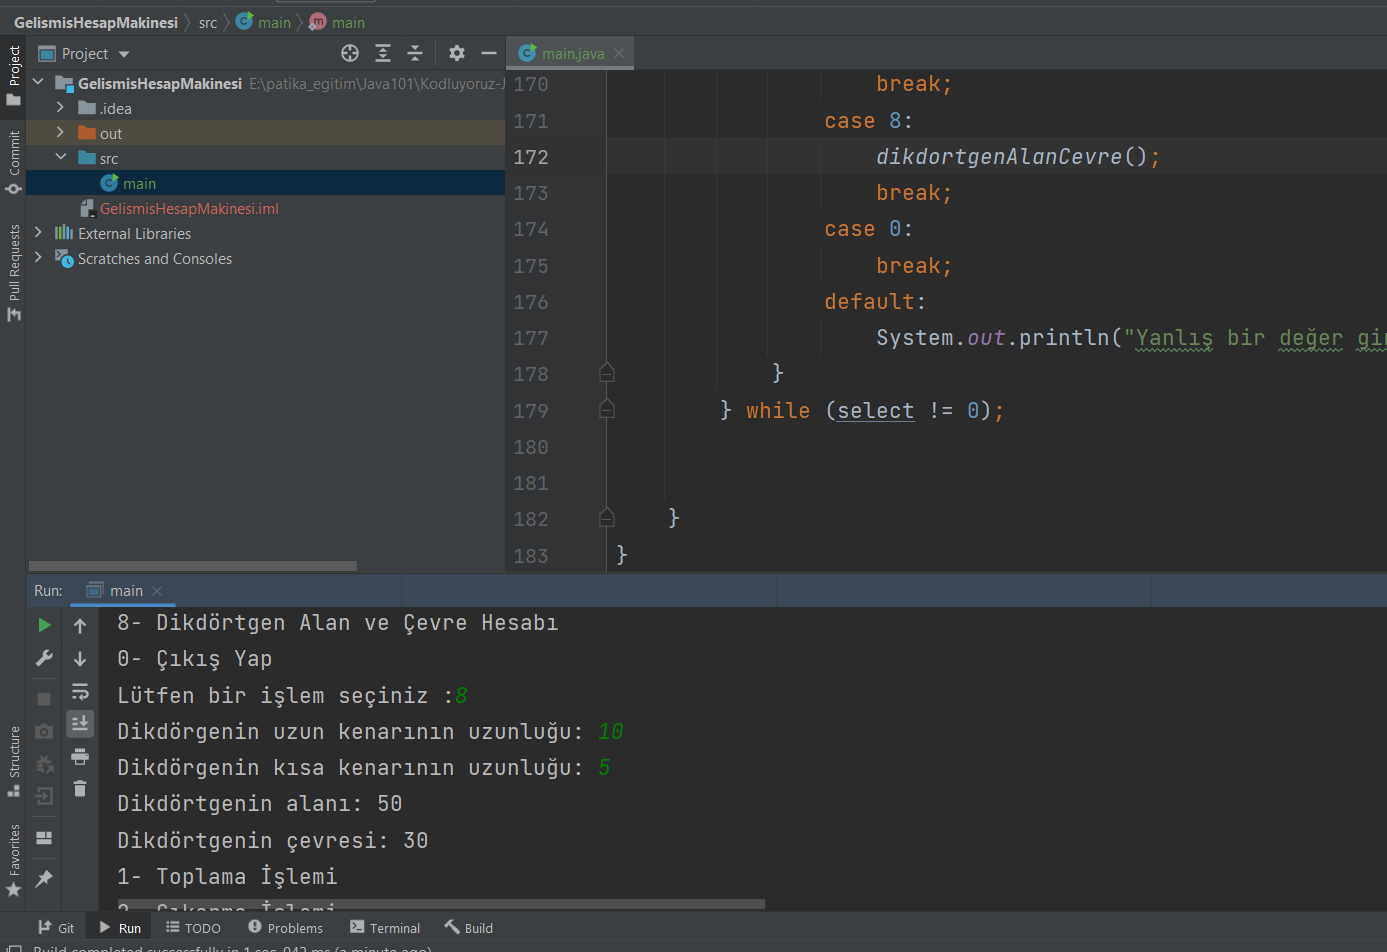 GelismisHesapMakinesi src main main
Project
main.java
GelismisHesapMakinesi E:\patika_egitim\Java101\Kodluyoruz-J
.idea
out
src
main
GelismisHesapMakinesi.iml
External Libraries
Scratches and Consoles
Project
Commit
Pull Requests
Structure
Favorites
170 break;
171 case 8:
172 dikdortgenAlanCevre();
173 break;
174 case 0:
175 break;
176 default:
177 System.out.println("Yanlış bir değer gir
178 }
179 } while (select != 0);
180
181
182 }
183 }
Run: main
8- Dikdörtgen Alan ve Çevre Hesabı
0- Çıkış Yap
Lütfen bir işlem seçiniz :8
Dikdörgenin uzun kenarının uzunluğu: 10
Dikdörgenin kısa kenarının uzunluğu: 5
Dikdörtgenin alanı: 50
Dikdörtgenin çevresi: 30
1- Toplama İşlemi
2- Çıkarma İşlemi
Git Run TODO Problems Terminal Build
Build completed successfully in 1 sec, 942 ms (a minute ago)